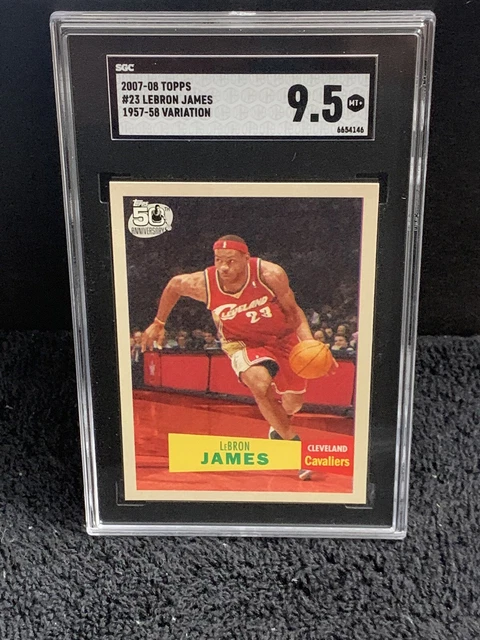 SGC
2007-08 TOPPS
#23 LEBRON JAMES
1957-58 VARIATION
9.5 MT+
6654146
Topps
50
ANNIVERSARY
CLEVELAND
23
LeBRON
JAMES
CLEVELAND
Cavaliers